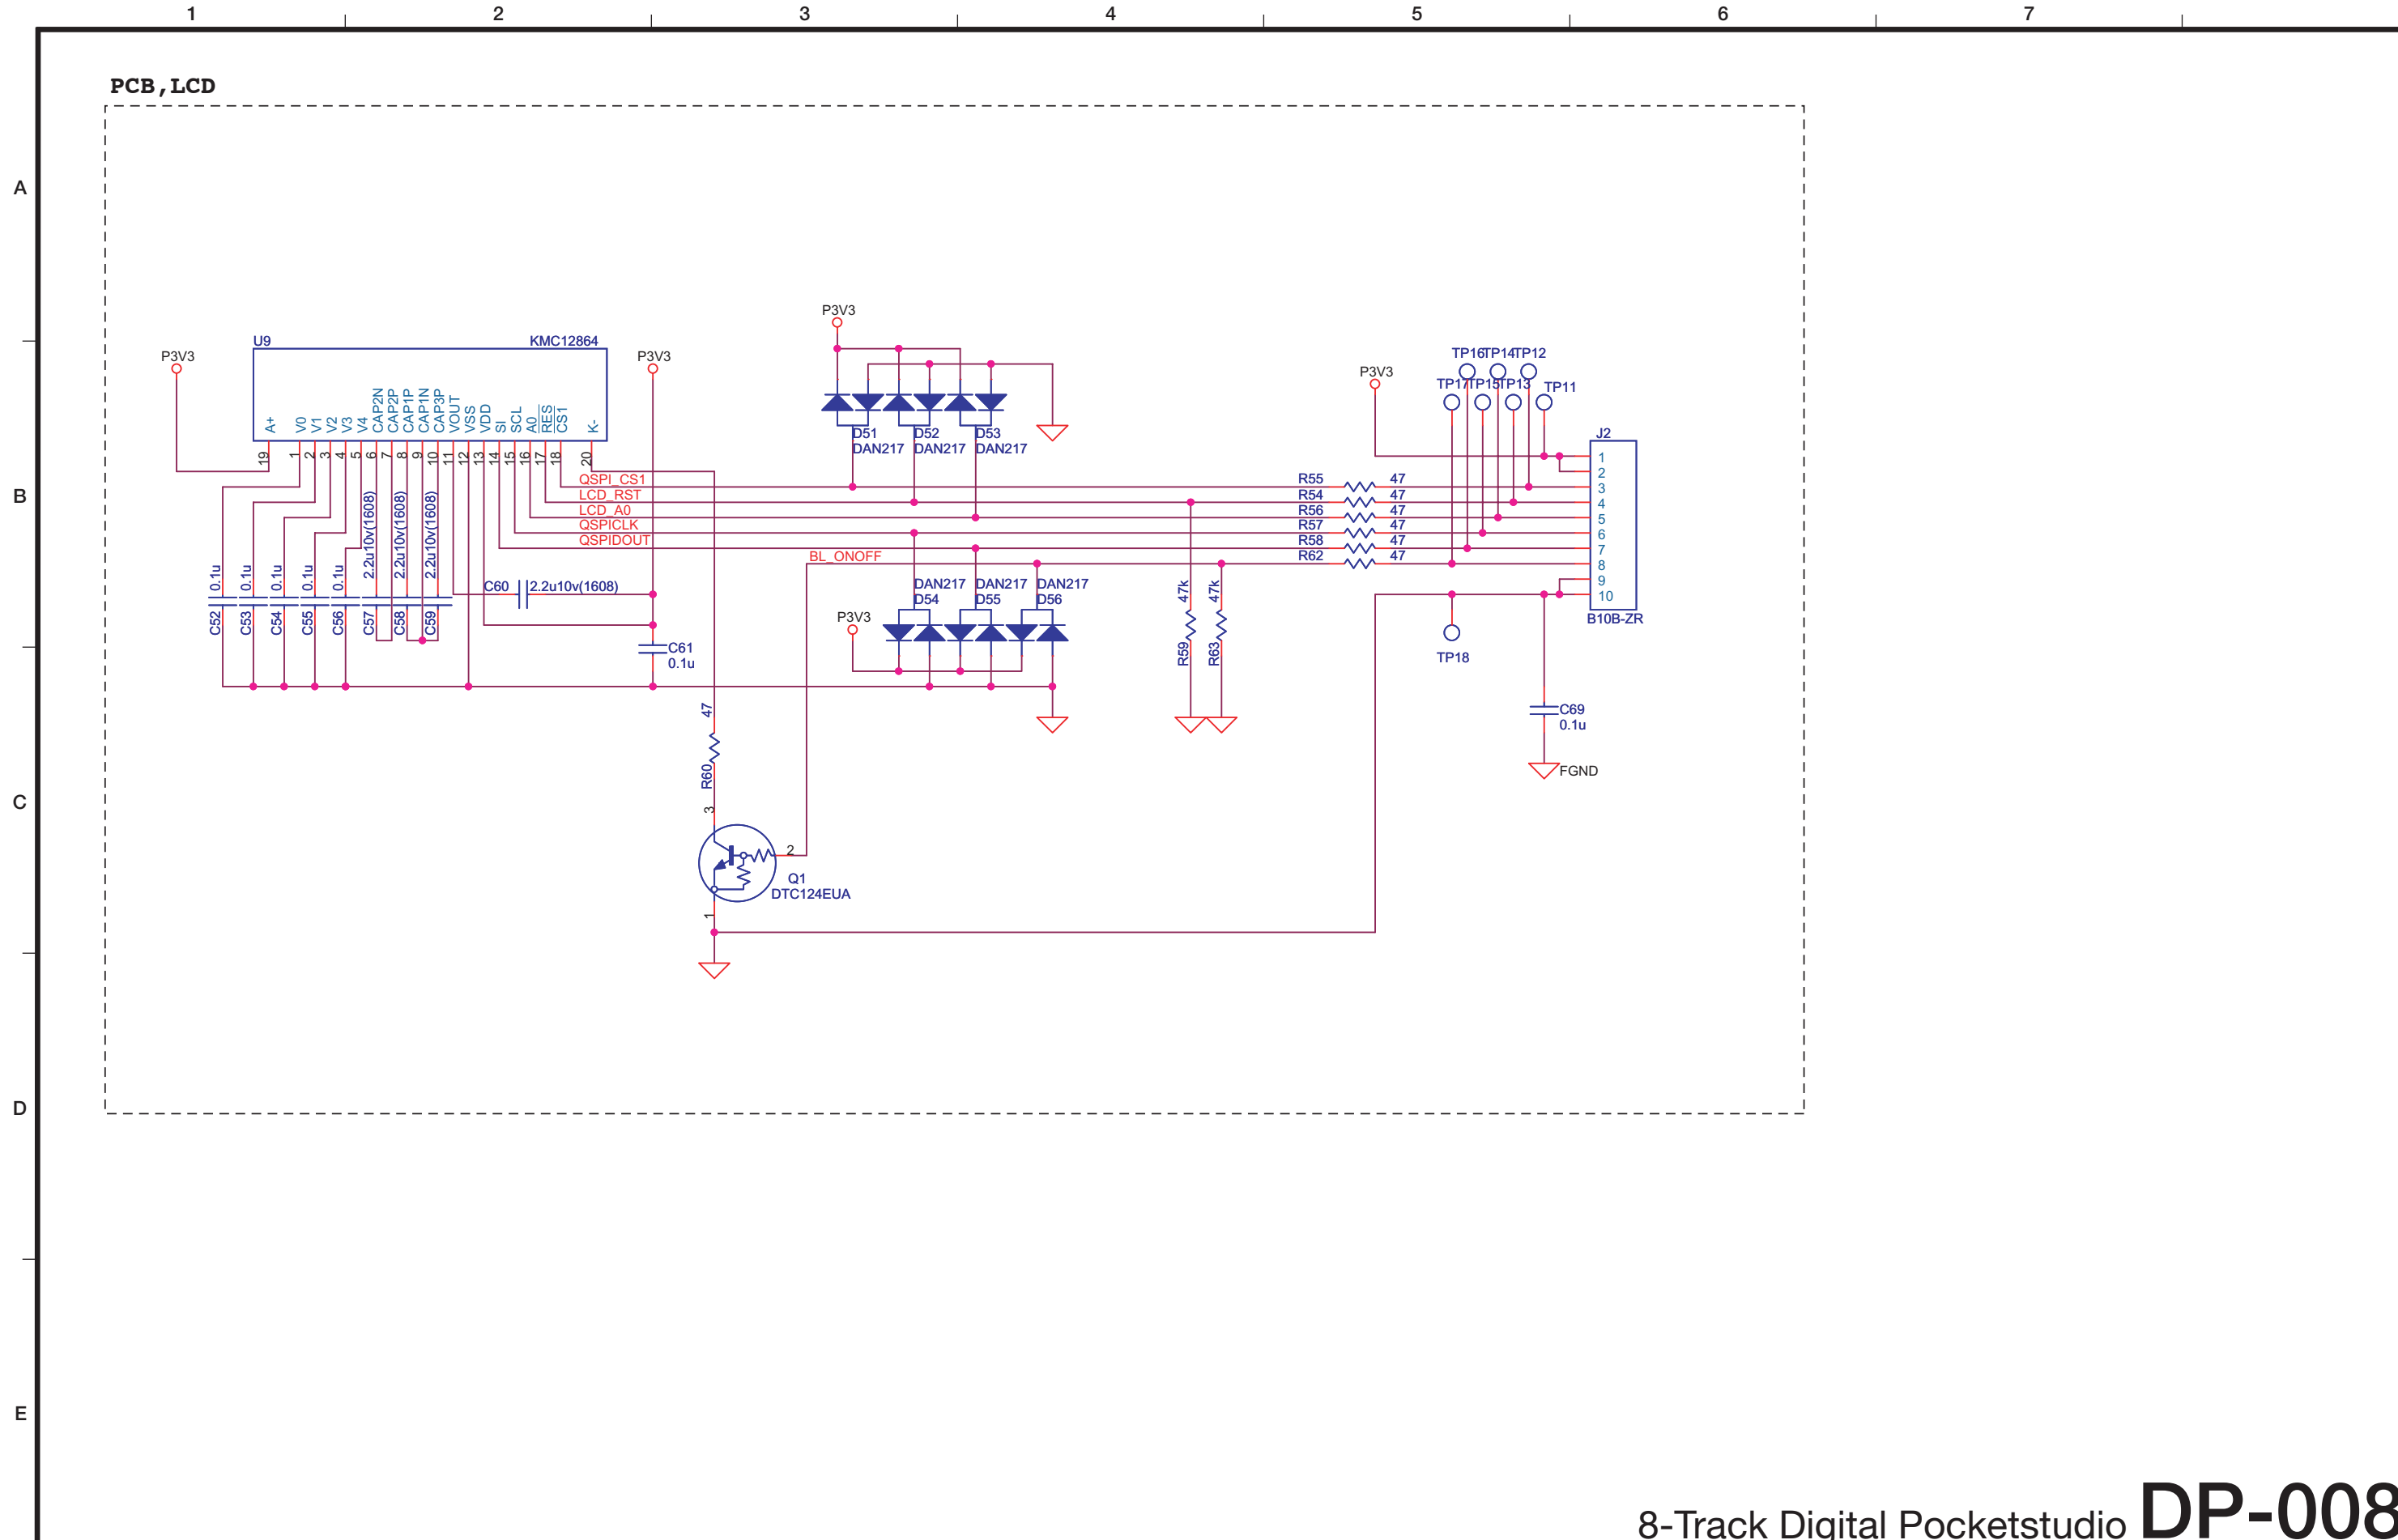 1 2 3 4 5 6 7
PCB,LCD
A
B
C
D
E
P3V3
U9 KMC12864
A+ V0 V1 V2 V3 V4 CAP2N CAP2P CAP1P CAP1N CAP3P VOUT VSS VDD SI SCL A0 RES CS1 K-
19 1 2 3 4 5 6 7 8 9 10 11 12 13 14 15 16 17 18 20
P3V3
P3V3
D51 DAN217
D52 DAN217
D53 DAN217
QSPI_CS1
LCD_RST
LCD_A0
QSPICLK
QSPIDOUT
BL_ONOFF
C52 0.1u
C53 0.1u
C54 0.1u
C55 0.1u
C56 0.1u
C57 2.2u10v(1608)
C58 2.2u10v(1608)
C59 2.2u10v(1608)
C60 2.2u10v(1608)
C61
0.1u
P3V3
DAN217 D54
DAN217 D55
DAN217 D56
R59 47k
R63 47k
R55 47
R54 47
R56 47
R57 47
R58 47
R62 47
P3V3
TP16 TP14 TP12
TP17 TP15 TP13 TP11
J2
1
2
3
4
5
6
7
8
9
10
B10B-ZR
TP18
C69
0.1u
FGND
47
R60
3
2
1
Q1
DTC124EUA
8-Track Digital Pocketstudio DP-008